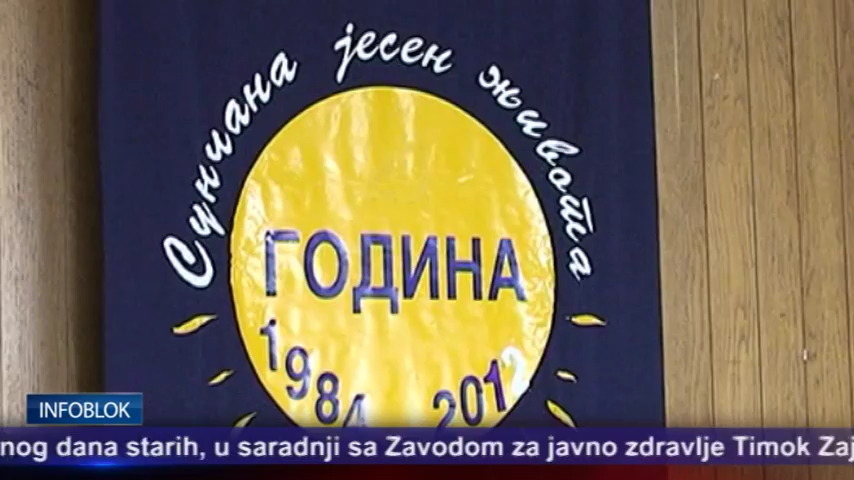 Сунчана јесен живота
ГОДИНА
1984 2012
INFOBLOK
nog dana starih, u saradnji sa Zavodom za javno zdravlje Timok Zaj